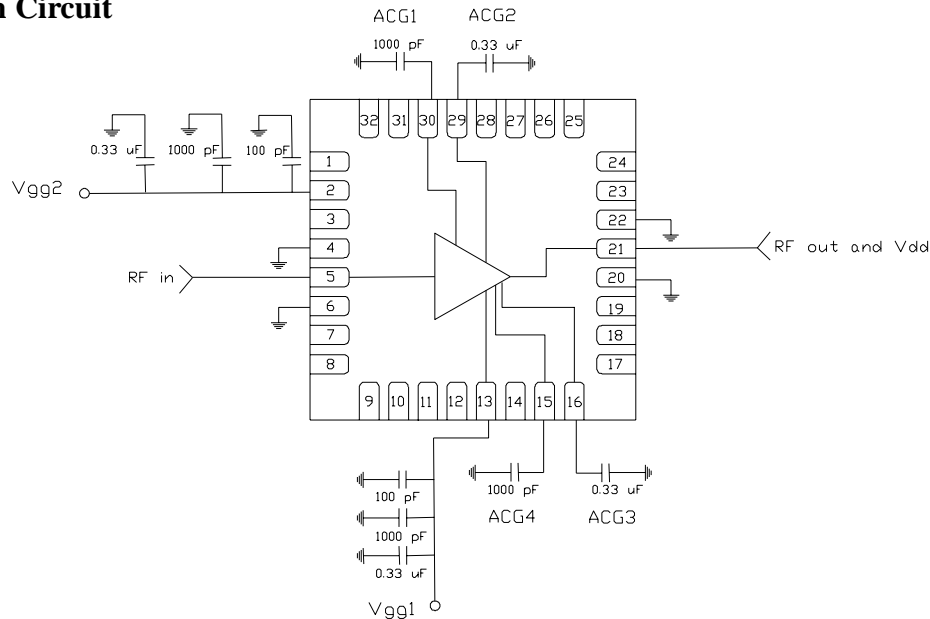 n Circuit
ACG1 ACG2
1000 pF 0.33 uF
32 31 30 29 28 27 26 25
0.33 uF 1000 pF 100 pF
1 24
Vgg2 2 23
3 22
4 21 RF out and Vdd
RF in 5 20
6 19
7 18
8 17
9 10 11 12 13 14 15 16
100 pF 1000 pF 0.33 uF
ACG4 ACG3
1000 pF
0.33 uF
Vgg1